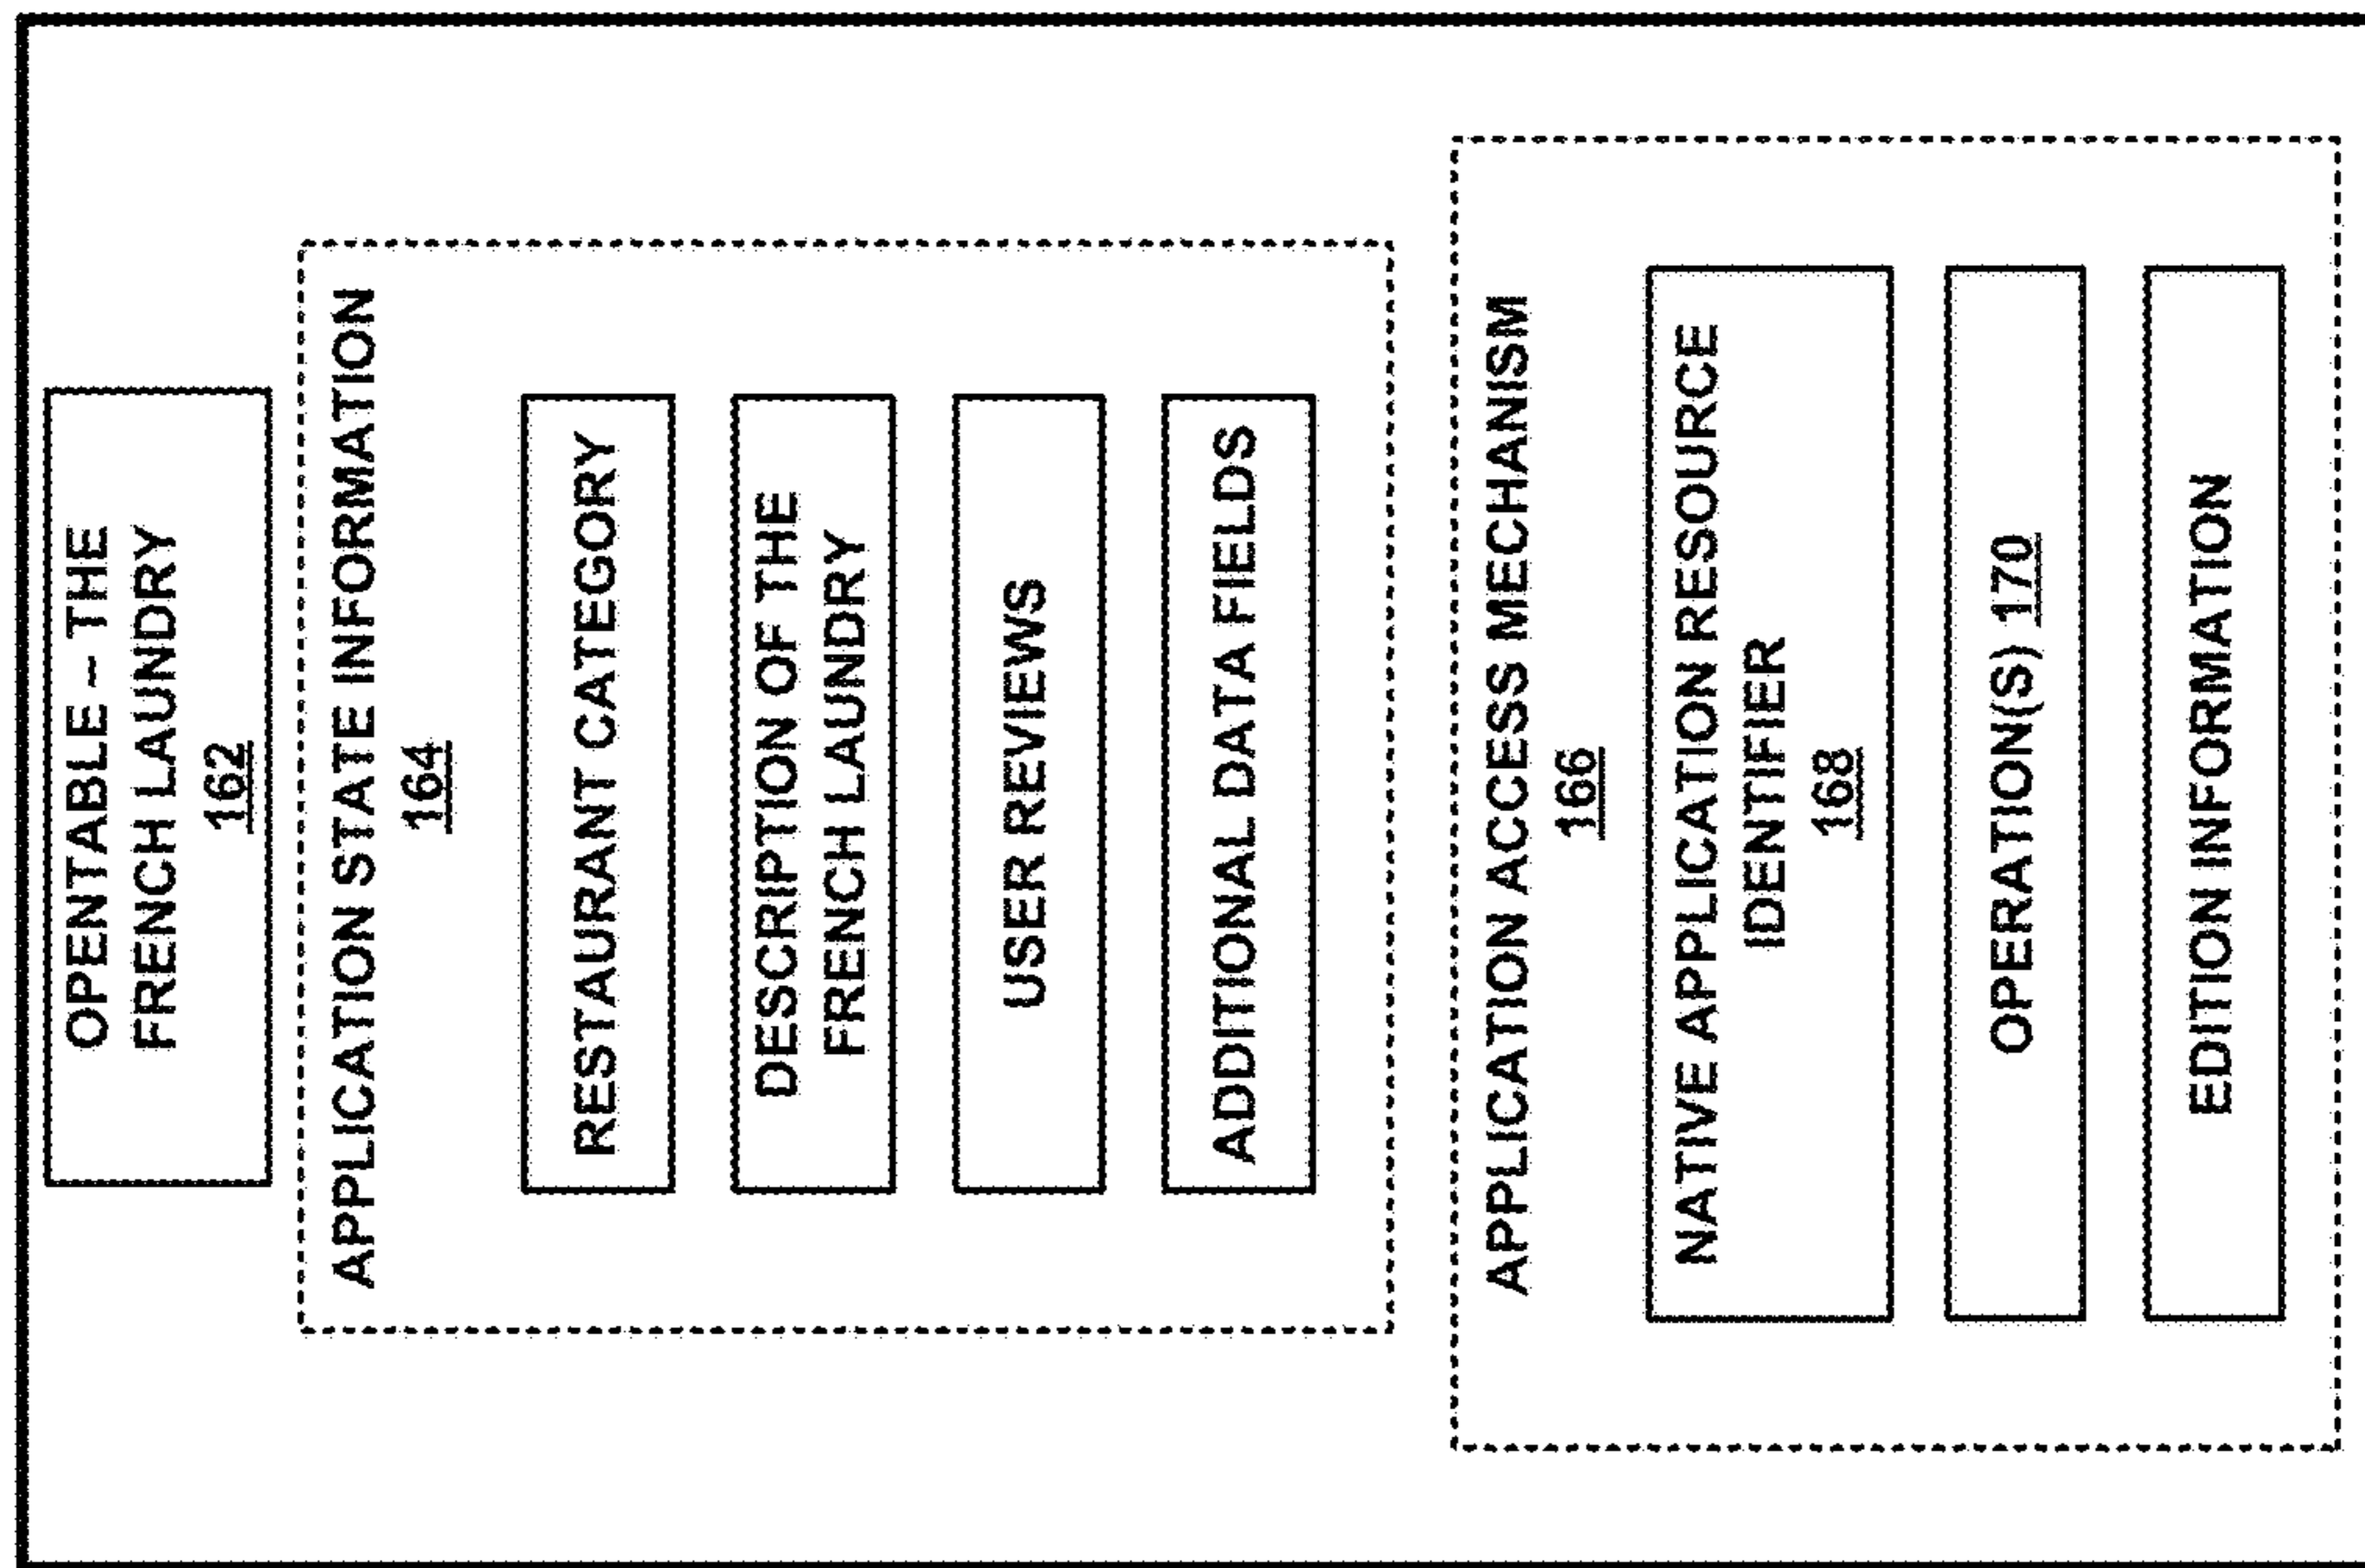 OPENTABLE – THE
FRENCH LAUNDRY
162
APPLICATION STATE INFORMATION
164
RESTAURANT CATEGORY
DESCRIPTION OF THE
FRENCH LAUNDRY
USER REVIEWS
ADDITIONAL DATA FIELDS
APPLICATION ACCESS MECHANISM
166
NATIVE APPLICATION RESOURCE
IDENTIFIER
168
OPERATION(S) 170
EDITION INFORMATION